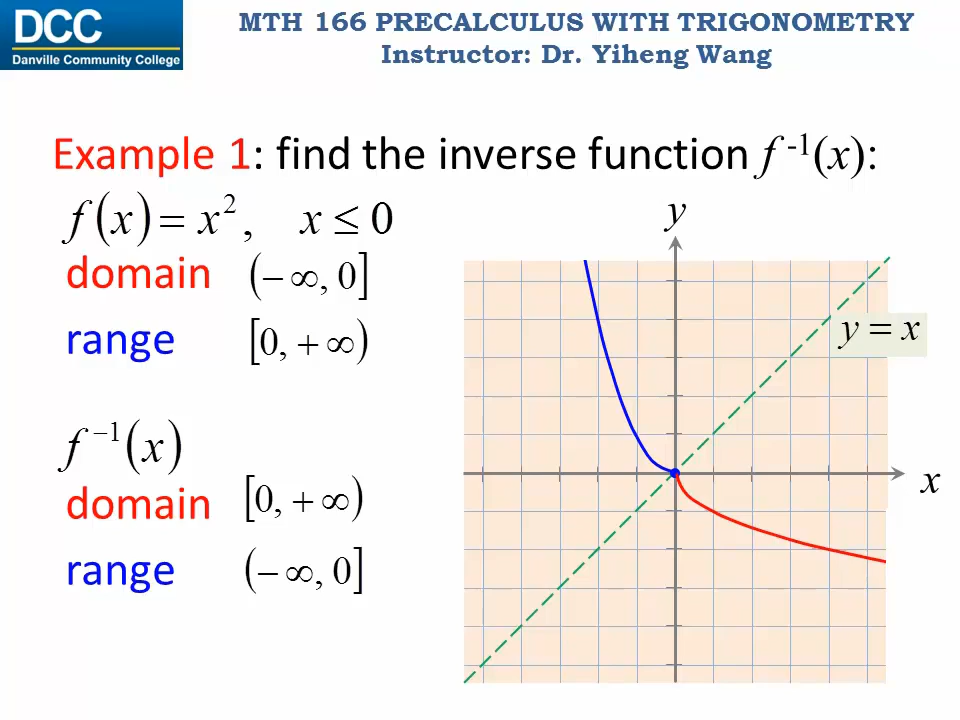 DCC
Danville Community College
MTH 166 PRECALCULUS WITH TRIGONOMETRY
Instructor: Dr. Yiheng Wang
Example 1: find the inverse function f⁻¹(x):
f(x) = x², x ≤ 0
domain (−∞, 0]
range [0, +∞)
f⁻¹(x)
domain [0, +∞)
range (−∞, 0]
y
y = x
x